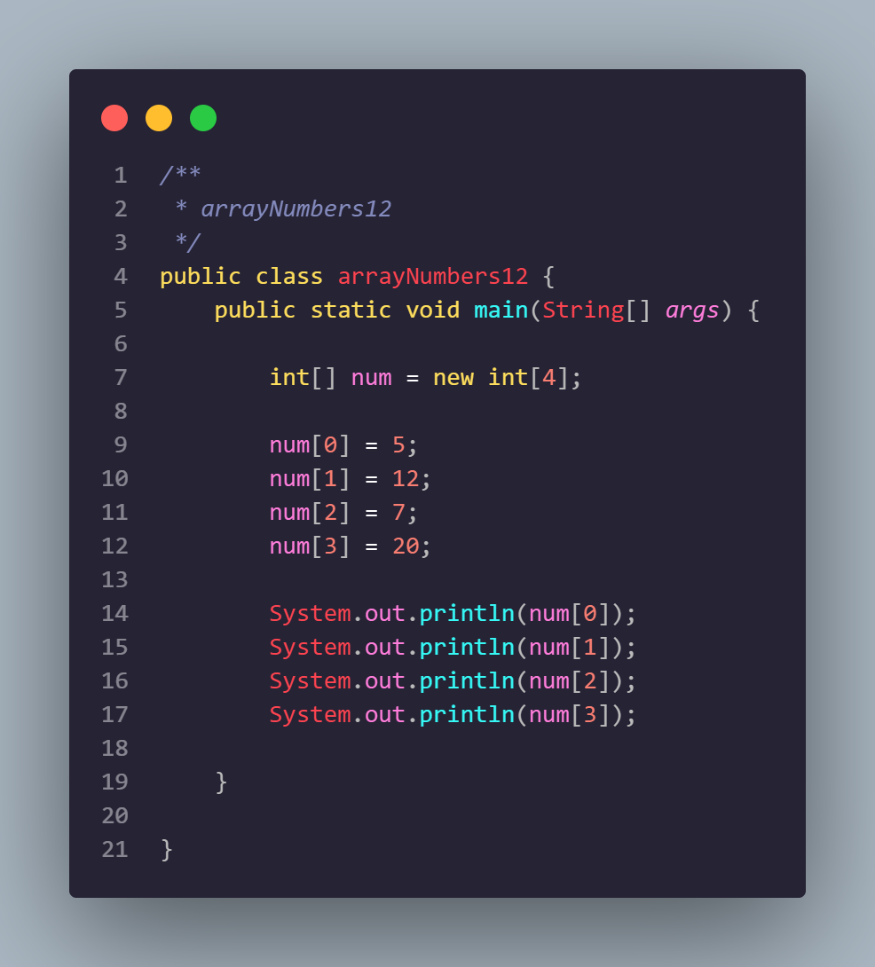 1 /**
2  * arrayNumbers12
3  */
4 public class arrayNumbers12 {
5     public static void main(String[] args) {
6
7         int[] num = new int[4];
8
9         num[0] = 5;
10         num[1] = 12;
11         num[2] = 7;
12         num[3] = 20;
13
14         System.out.println(num[0]);
15         System.out.println(num[1]);
16         System.out.println(num[2]);
17         System.out.println(num[3]);
18
19     }
20
21 }